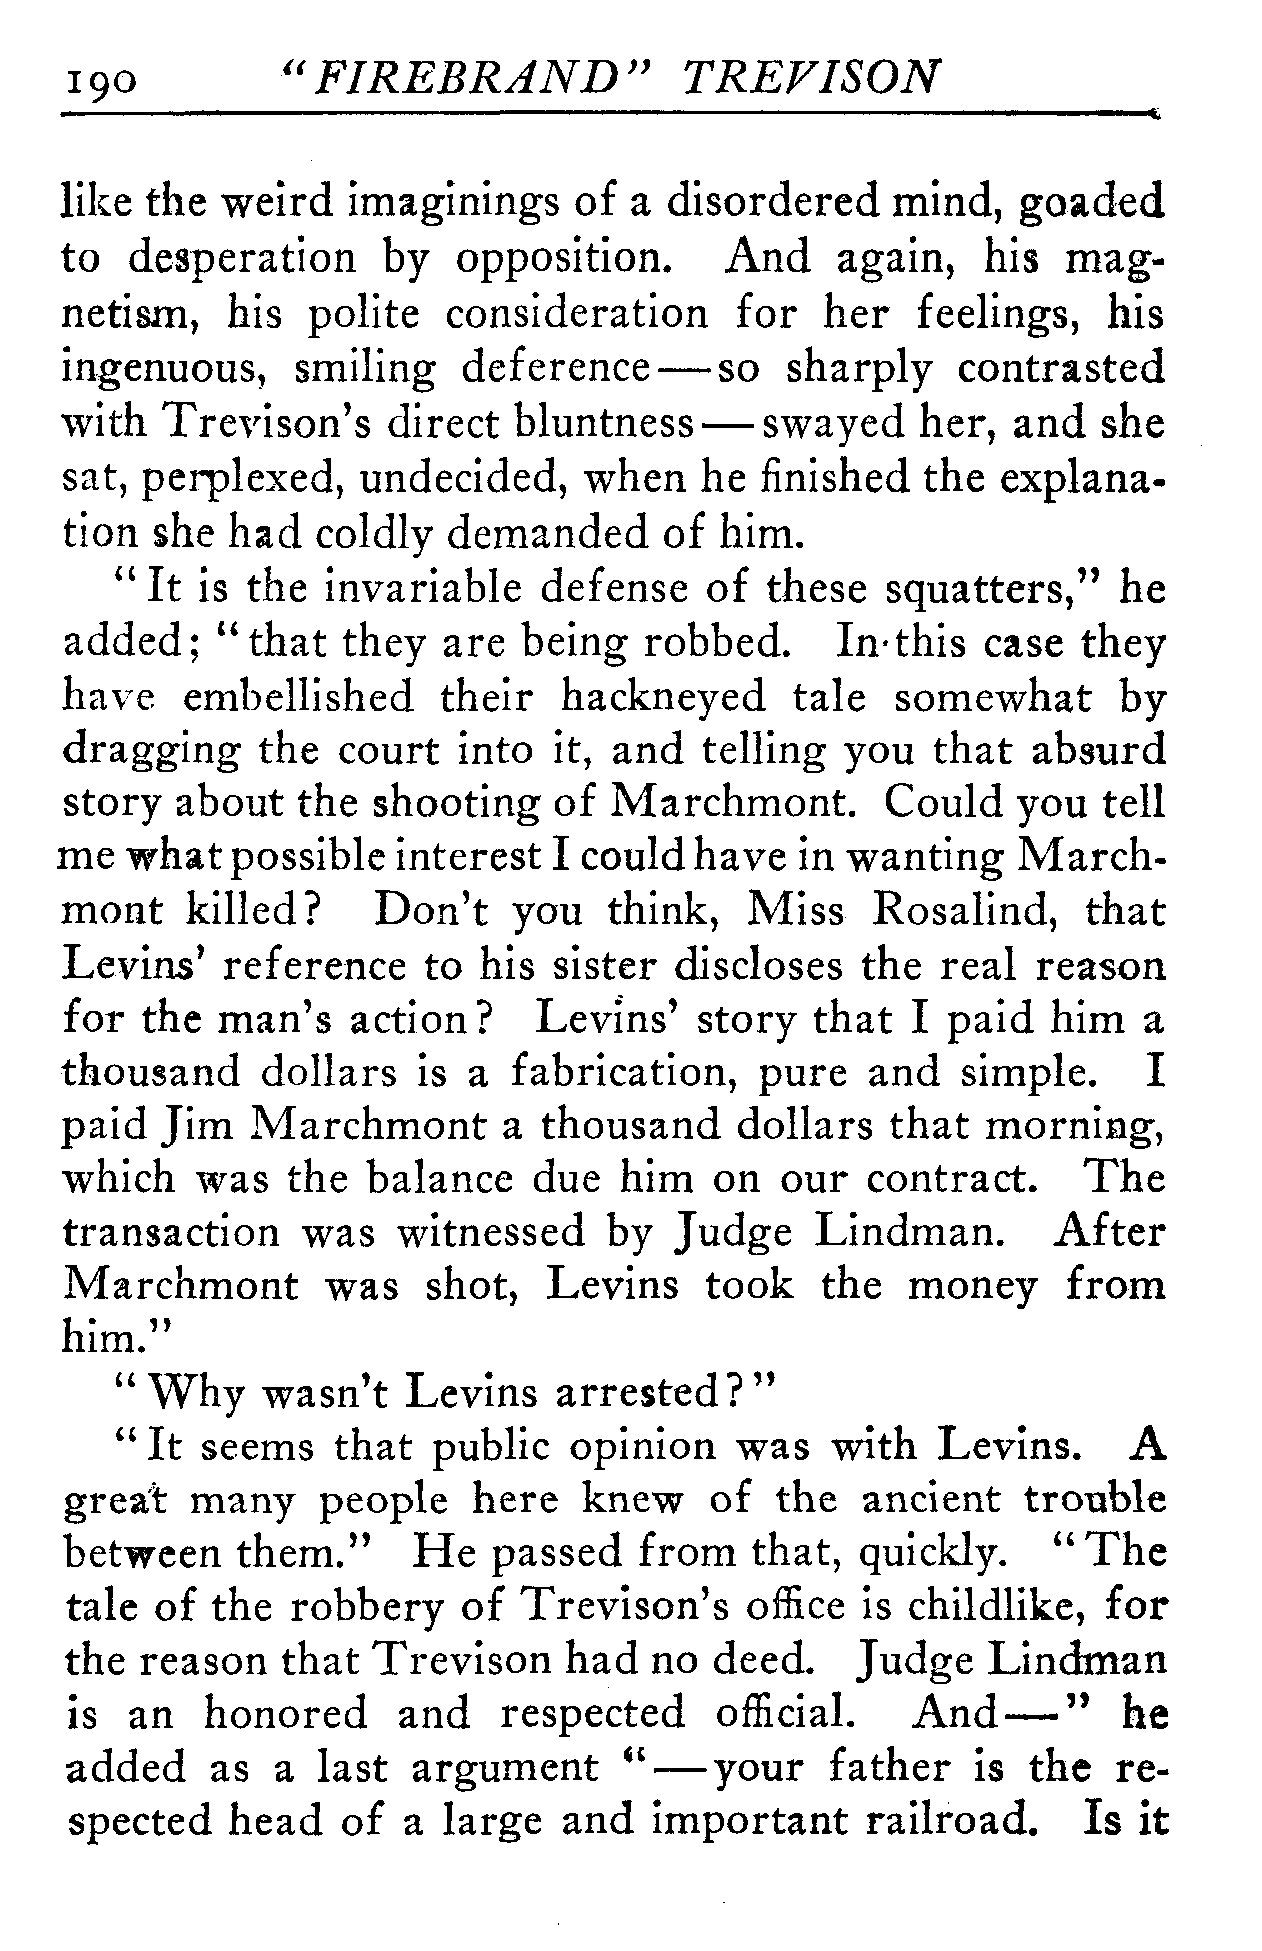 190 "FIREBRAND" TREVISON
like the weird imaginings of a disordered mind, goaded
to desperation by opposition. And again, his mag-
netism, his polite consideration for her feelings, his
ingenuous, smiling deference—so sharply contrasted
with Trevison's direct bluntness—swayed her, and she
sat, perplexed, undecided, when he finished the explana-
tion she had coldly demanded of him.
"It is the invariable defense of these squatters," he
added; "that they are being robbed. In this case they
have embellished their hackneyed tale somewhat by
dragging the court into it, and telling you that absurd
story about the shooting of Marchmont. Could you tell
me what possible interest I could have in wanting March-
mont killed? Don't you think, Miss Rosalind, that
Levins' reference to his sister discloses the real reason
for the man's action? Levins' story that I paid him a
thousand dollars is a fabrication, pure and simple. I
paid Jim Marchmont a thousand dollars that morning,
which was the balance due him on our contract. The
transaction was witnessed by Judge Lindman. After
Marchmont was shot, Levins took the money from
him."
"Why wasn't Levins arrested?"
"It seems that public opinion was with Levins. A
great many people here knew of the ancient trouble
between them." He passed from that, quickly. "The
tale of the robbery of Trevison's office is childlike, for
the reason that Trevison had no deed. Judge Lindman
is an honored and respected official. And—" he
added as a last argument "—your father is the re-
spected head of a large and important railroad. Is it